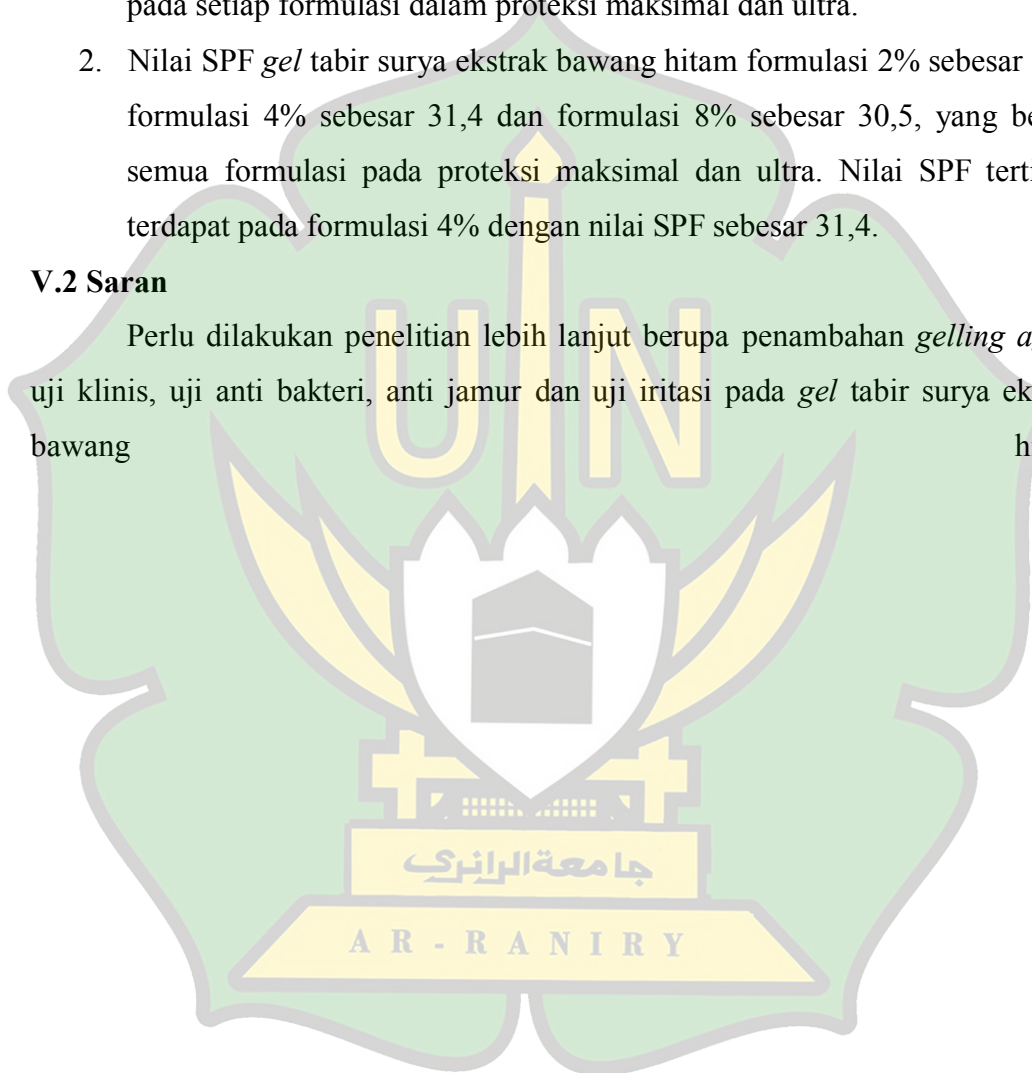 pada setiap formulasi dalam proteksi maksimal dan ultra.
2. Nilai SPF gel tabir surya ekstrak bawang hitam formulasi 2% sebesar
formulasi 4% sebesar 31,4 dan formulasi 8% sebesar 30,5, yang
semua formulasi pada proteksi maksimal dan ultra. Nilai SPF
terdapat pada formulasi 4% dengan nilai SPF sebesar 31,4.
V.2 Saran
Perlu dilakukan penelitian lebih lanjut berupa penambahan gelling
uji klinis, uji anti bakteri, anti jamur dan uji iritasi pada gel tabir surya
bawang
UIN
جامعة الرانري
AR-RANIRY